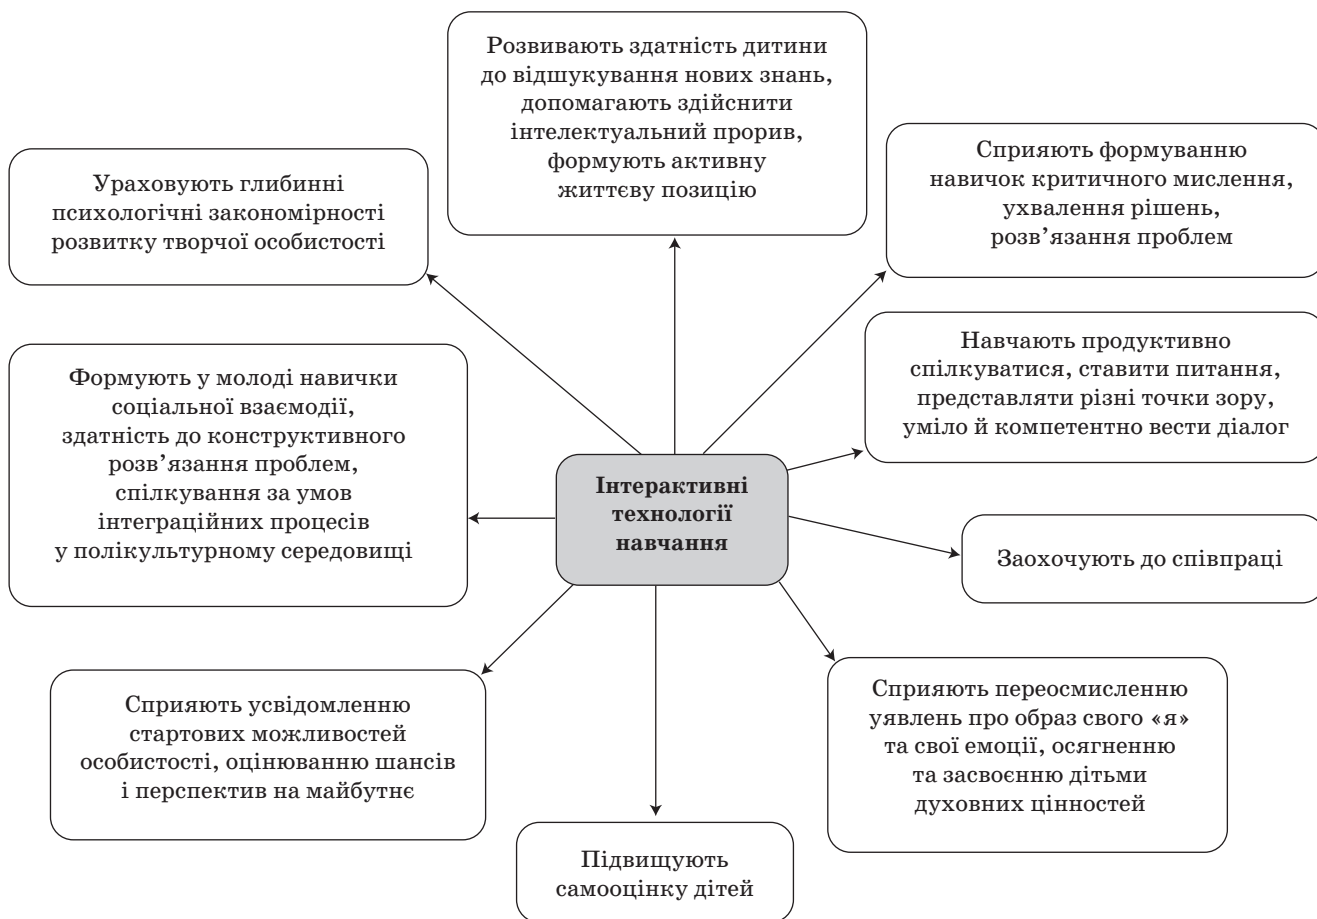 Розвивають здатність дитини
до відшукування нових знань,
допомагають здійснити
інтелектуальний прорив,
формують активну
життєву позицію
Ураховують глибинні
психологічні закономірності
розвитку творчої особистості
Сприяють формуванню
навичок критичного мислення,
ухвалення рішень,
розв’язання проблем
Формують у молоді навички
соціальної взаємодії,
здатність до конструктивного
розв’язання проблем,
спілкування за умов
інтеграційних процесів
у полікультурному середовищі
Навчають продуктивно
спілкуватися, ставити питання,
представляти різні точки зору,
уміло й компетентно вести діалог
Інтерактивні
технології
навчання
Заохочують до співпраці
Сприяють усвідомленню
стартових можливостей
особистості, оцінюванню шансів
і перспектив на майбутнє
Сприяють переосмисленню
уявлень про образ свого «я»
та свої емоції, осягненню
та засвоєнню дітьми
духовних цінностей
Підвищують
самооцінку дітей